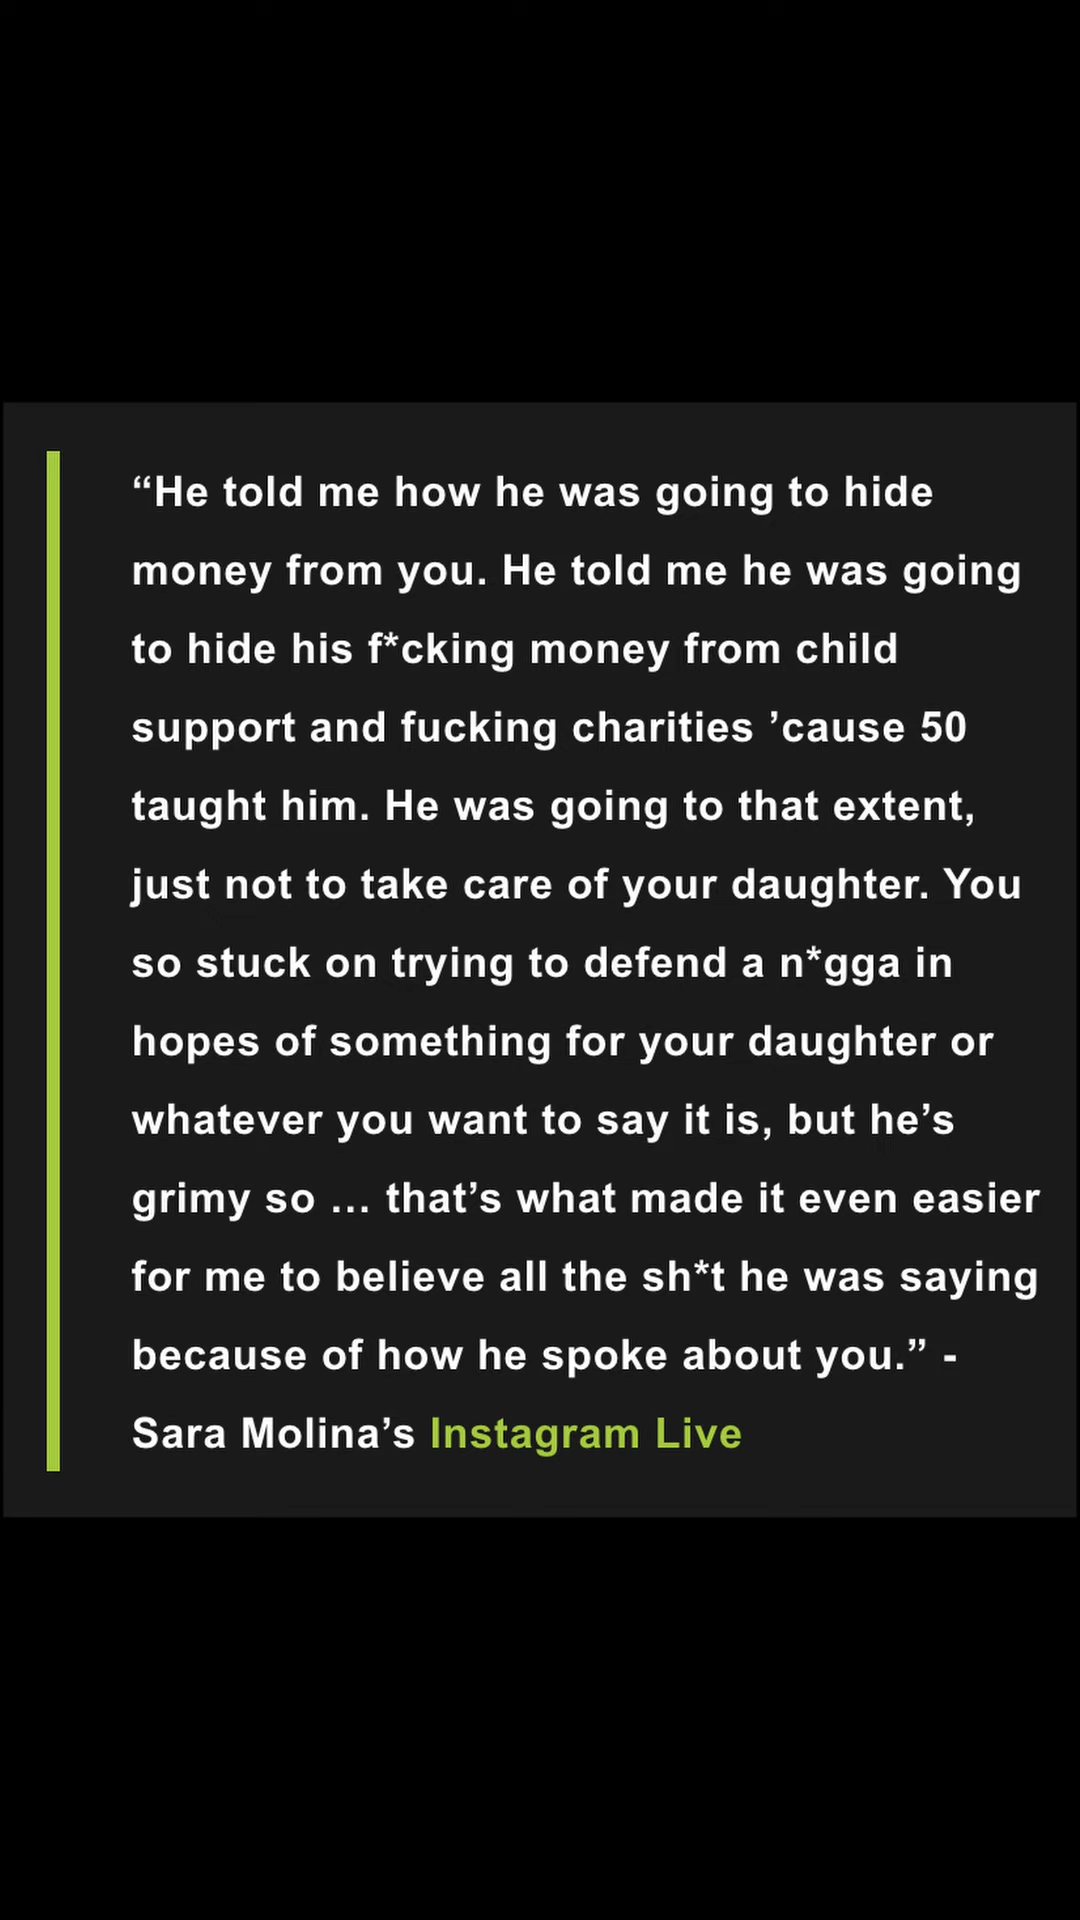 “He told me how he was going to hide
money from you. He told me he was going
to hide his f*cking money from child
support and fucking charities ’cause 50
taught him. He was going to that extent,
just not to take care of your daughter. You
so stuck on trying to defend a n*gga in
hopes of something for your daughter or
whatever you want to say it is, but he’s
grimy so … that’s what made it even easier
for me to believe all the sh*t he was saying
because of how he spoke about you.” -
Sara Molina’s Instagram Live